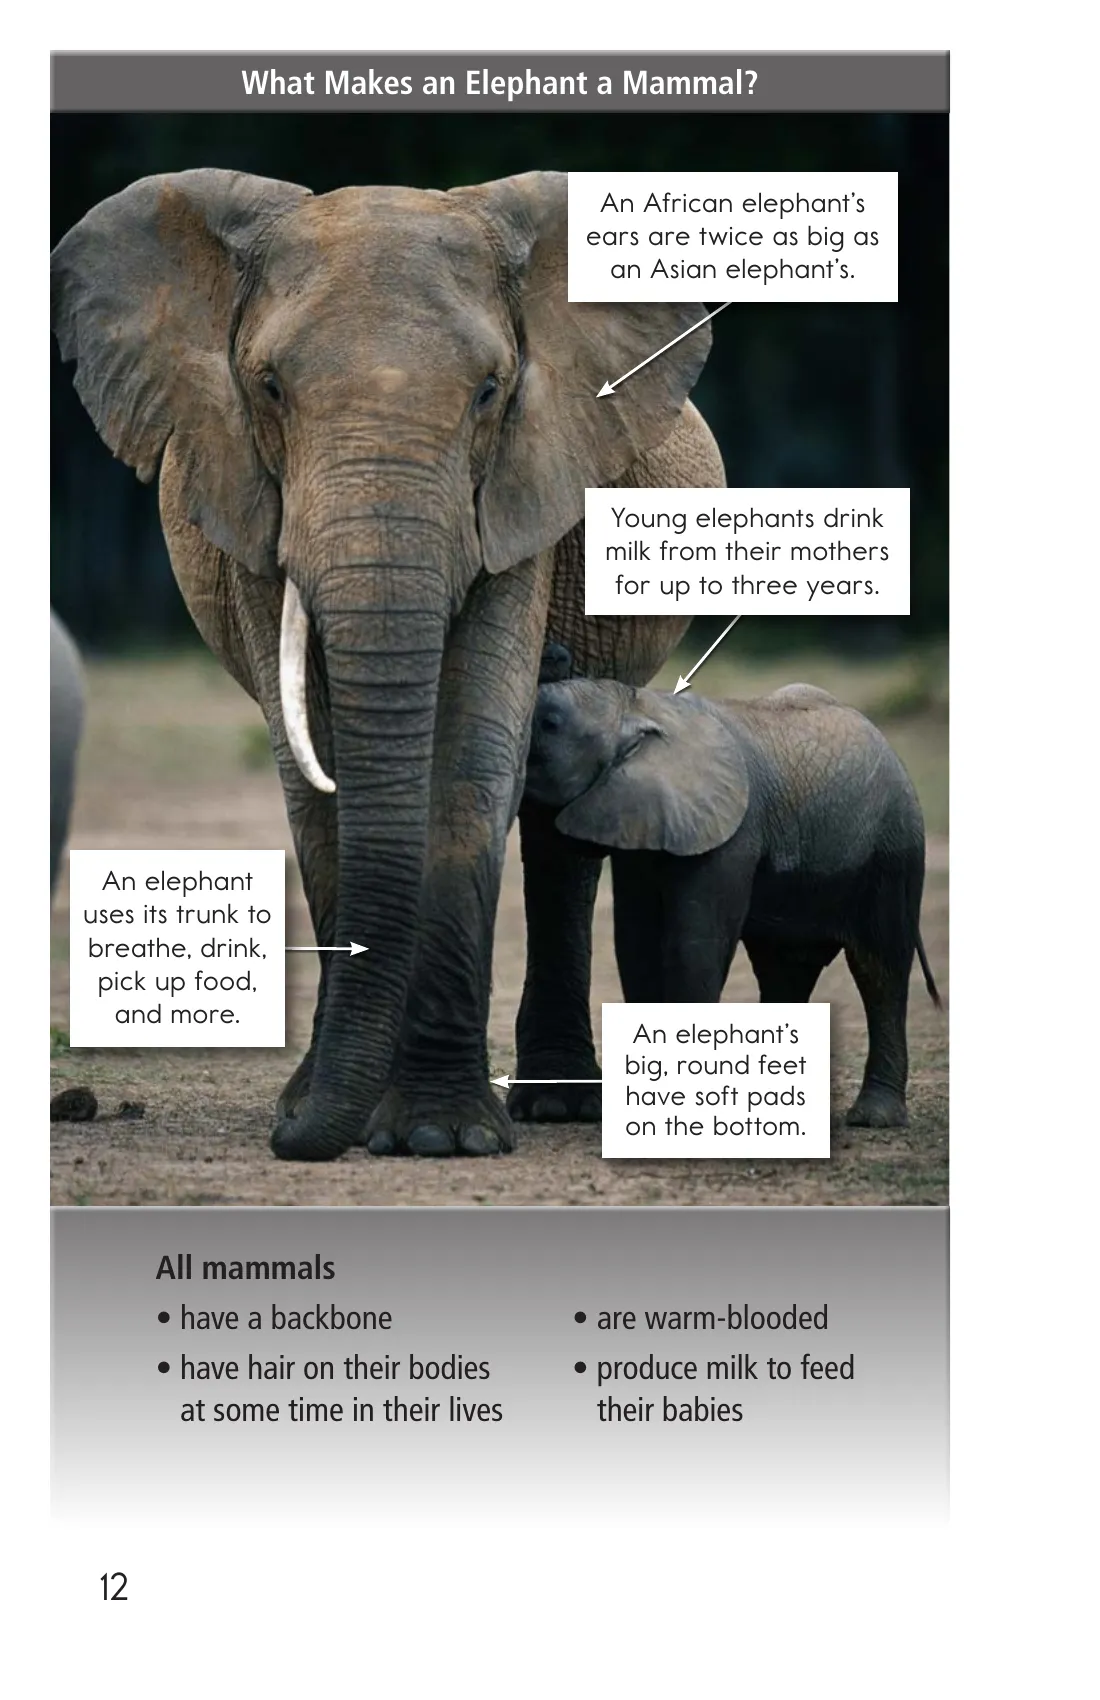 What Makes an Elephant a Mammal?
An African elephant’s
ears are twice as big as
an Asian elephant’s.
Young elephants drink
milk from their mothers
for up to three years.
An elephant
uses its trunk to
breathe, drink,
pick up food,
and more.
An elephant’s
big, round feet
have soft pads
on the bottom.
All mammals
• have a backbone
• have hair on their bodies
at some time in their lives
• are warm-blooded
• produce milk to feed
their babies
12